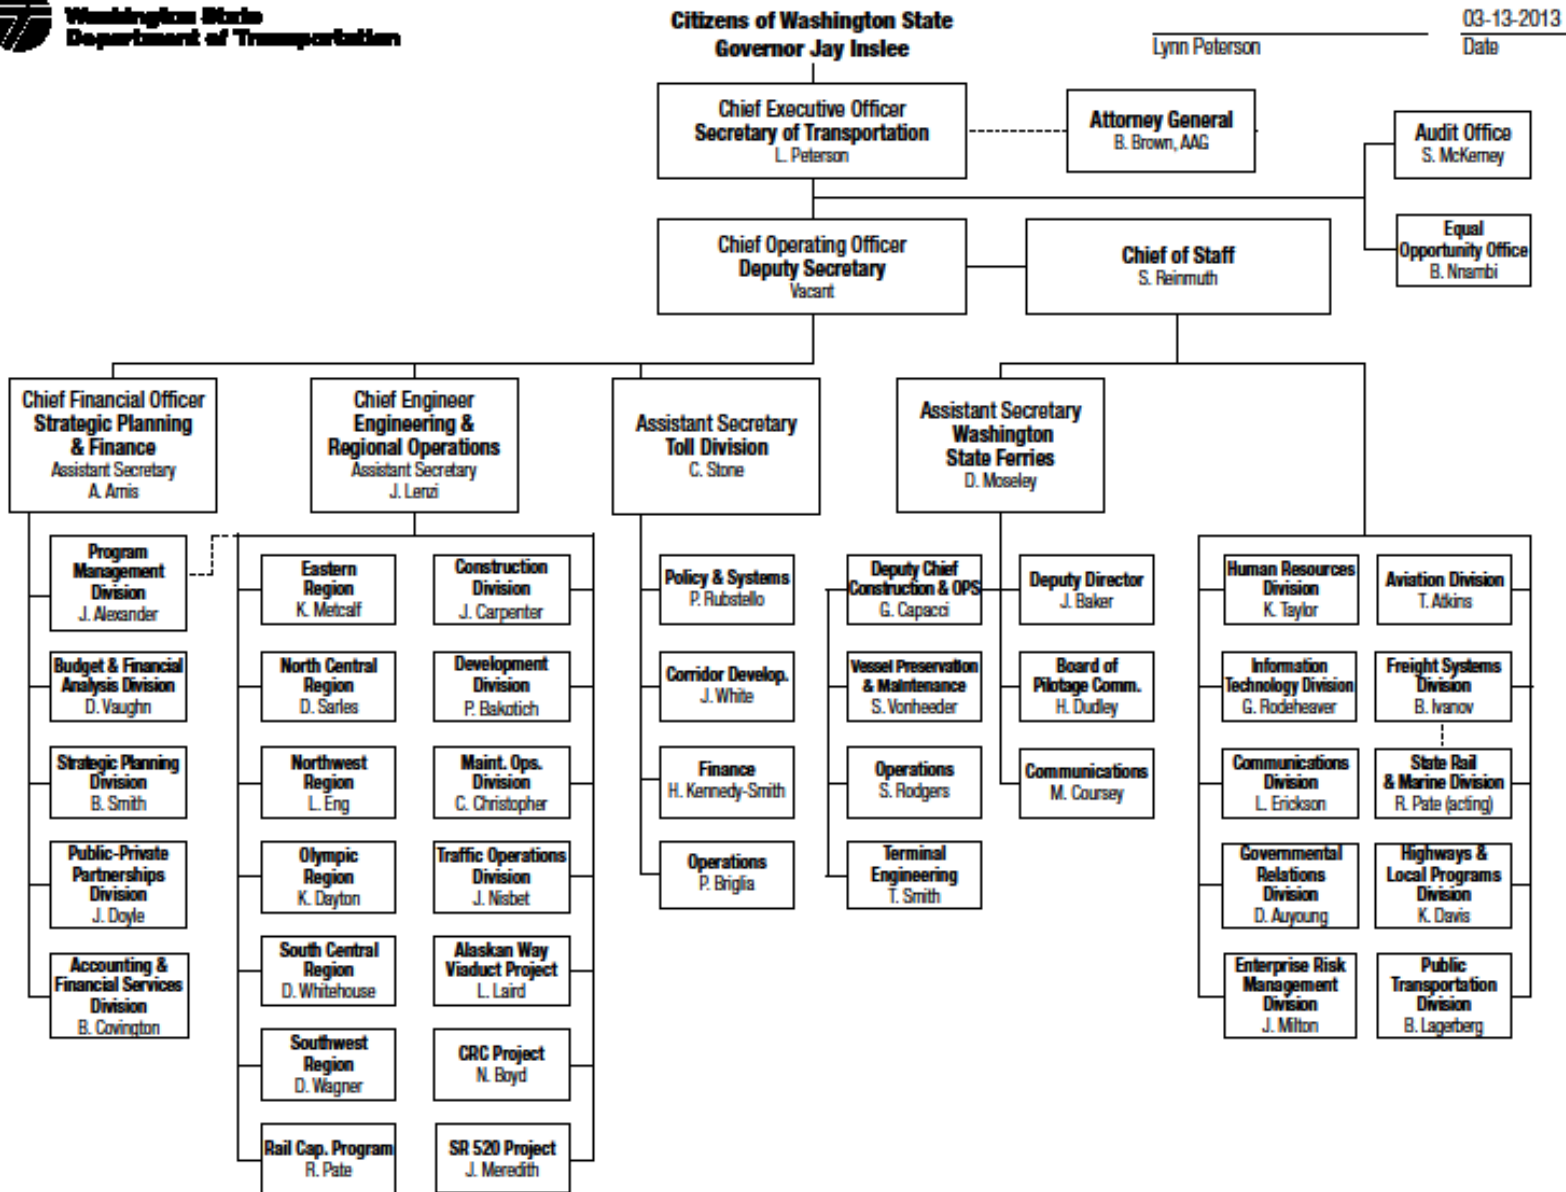 Washington State
Department of Transportation
Citizens of Washington State
Governor Jay Inslee
03-13-2013
Lynn Peterson
Date
Chief Executive Officer
Secretary of Transportation
L. Peterson
Attorney General
B. Brown, AAG
Audit Office
S. McKerney
Equal
Opportunity Office
B. Nnambi
Chief Operating Officer
Deputy Secretary
Vacant
Chief of Staff
S. Reinmuth
Chief Financial Officer
Strategic Planning
& Finance
Assistant Secretary
A. Arnis
Chief Engineer
Engineering &
Regional Operations
Assistant Secretary
J. Lenzi
Assistant Secretary
Toll Division
C. Stone
Assistant Secretary
Washington
State Ferries
D. Moseley
Program
Management
Division
J. Alexander
Budget & Financial
Analysis Division
D. Vaughn
Strategic Planning
Division
B. Smith
Public-Private
Partnerships
Division
J. Doyle
Accounting &
Financial Services
Division
B. Covington
Eastern
Region
K. Metcalf
North Central
Region
D. Sarles
Northwest
Region
L. Eng
Olympic
Region
K. Dayton
South Central
Region
D. Whitehouse
Southwest
Region
D. Wagner
Rail Cap. Program
R. Pate
Construction
Division
J. Carpenter
Development
Division
P. Bakotich
Maint. Ops.
Division
C. Christopher
Traffic Operations
Division
J. Nisbet
Alaskan Way
Viaduct Project
L. Laird
CRC Project
N. Boyd
SR 520 Project
J. Meredith
Policy & Systems
P. Rubstello
Corridor Develop.
J. White
Finance
H. Kennedy-Smith
Operations
P. Briglia
Deputy Chief
Construction & OPS
G. Capacci
Vessel Preservation
& Maintenance
S. Vonheeder
Operations
S. Rodgers
Terminal
Engineering
T. Smith
Deputy Director
J. Baker
Board of
Pilotage Comm.
H. Dudley
Communications
M. Coursey
Human Resources
Division
K. Taylor
Information
Technology Division
G. Rodeheaver
Communications
Division
L. Erickson
Governmental
Relations
Division
D. Auyoung
Enterprise Risk
Management
Division
J. Milton
Aviation Division
T. Atkins
Freight Systems
Division
B. Ivanov
State Rail
& Marine Division
R. Pate (acting)
Highways &
Local Programs
Division
K. Davis
Public
Transportation
Division
B. Lagerberg